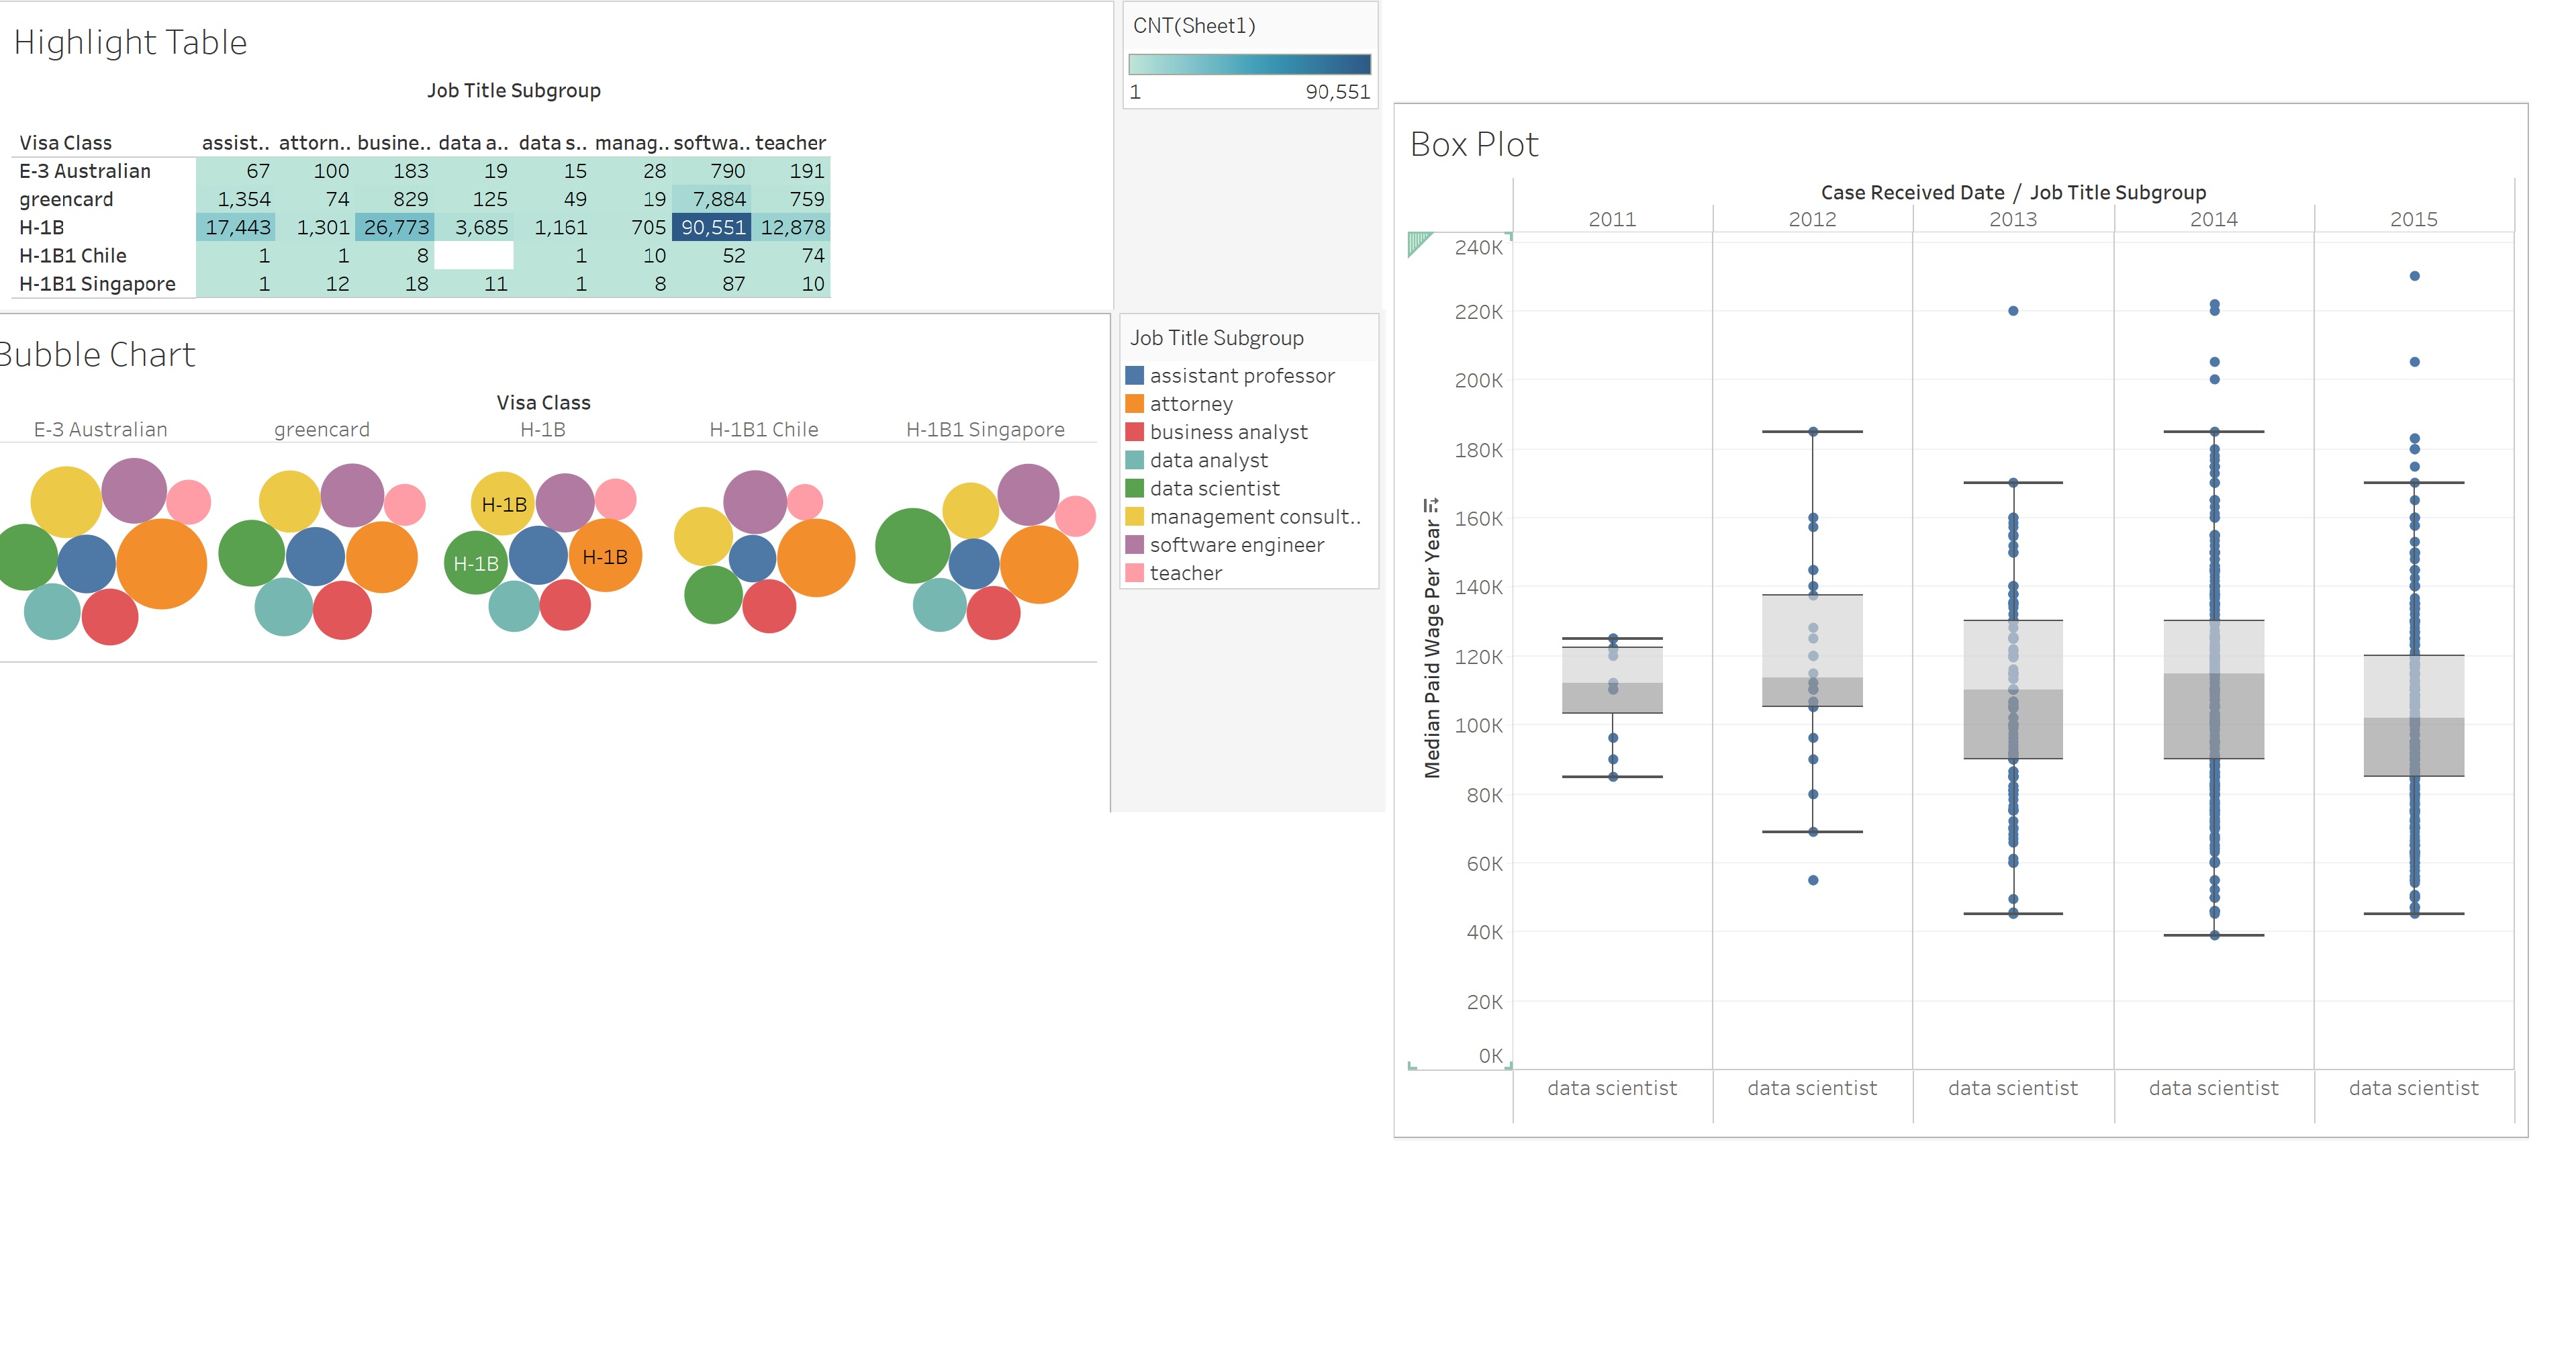 Highlight Table
Job Title Subgroup
Visa Class assist.. attorn.. busine.. data a.. data s.. manag.. softwa.. teacher
E-3 Australian 67 100 183 19 15 28 790 191
greencard 1,354 74 829 125 49 19 7,884 759
H-1B 17,443 1,301 26,773 3,685 1,161 705 90,551 12,878
H-1B1 Chile 1 1 8 1 10 52 74
H-1B1 Singapore 1 12 18 11 1 8 87 10
CNT(Sheet1)
1 90,551
Bubble Chart
Visa Class
E-3 Australian greencard H-1B H-1B1 Chile H-1B1 Singapore
H-1B
H-1B
H-1B
Job Title Subgroup
assistant professor
attorney
business analyst
data analyst
data scientist
management consult..
software engineer
teacher
Box Plot
Case Received Date / Job Title Subgroup
2011 2012 2013 2014 2015
Median Paid Wage Per Year
240K
220K
200K
180K
160K
140K
120K
100K
80K
60K
40K
20K
0K
data scientist data scientist data scientist data scientist data scientist